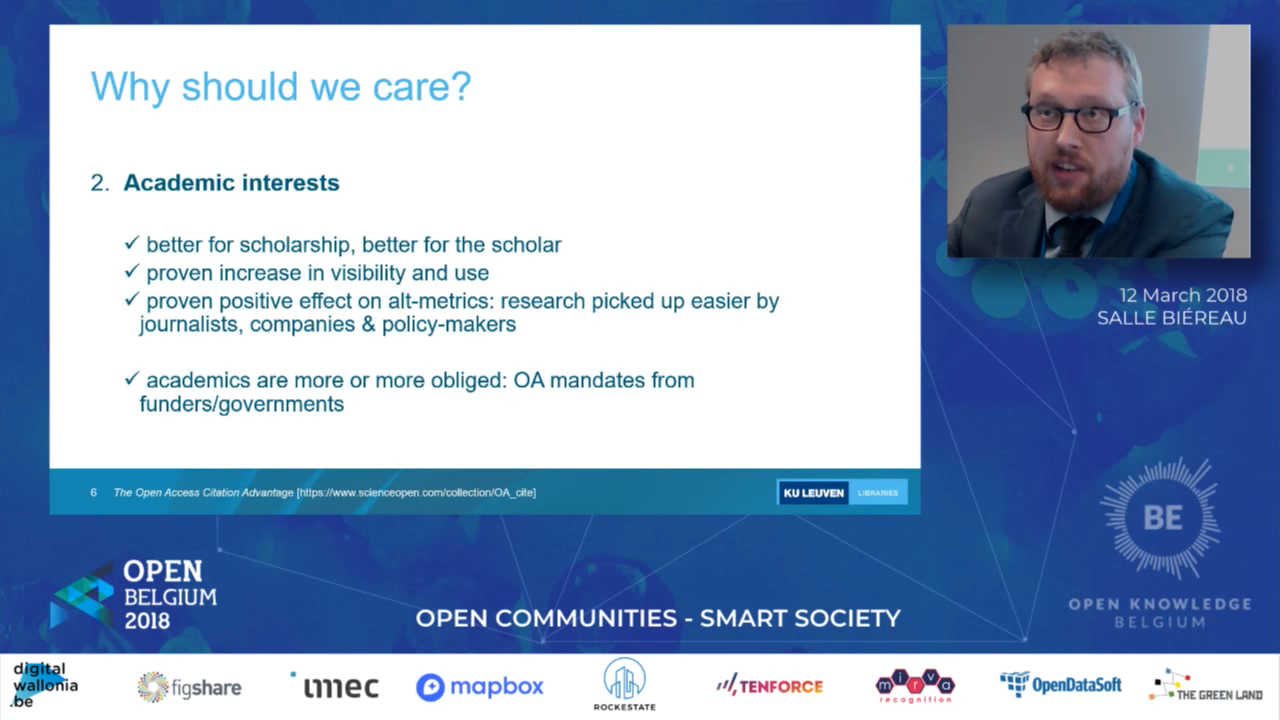 Why should we care?
2. Academic interests
✓ better for scholarship, better for the scholar
✓ proven increase in visibility and use
✓ proven positive effect on alt-metrics: research picked up easier by
journalists, companies & policy-makers
✓ academics are more or more obliged: OA mandates from
funders/governments
6 The Open Access Citation Advantage [https://www.scienceopen.com/collection/OA_cite]
KU LEUVEN LIBRARIES
12 March 2018
SALLE BIÉREAU
BE
OPEN KNOWLEDGE
BELGIUM
OPEN
BELGIUM
2018
OPEN COMMUNITIES - SMART SOCIETY
digital
wallonia
.be
figshare
imec
mapbox
ROCKESTATE
TENFORCE
mirva
recognition
OpenDataSoft
THE GREEN LAND